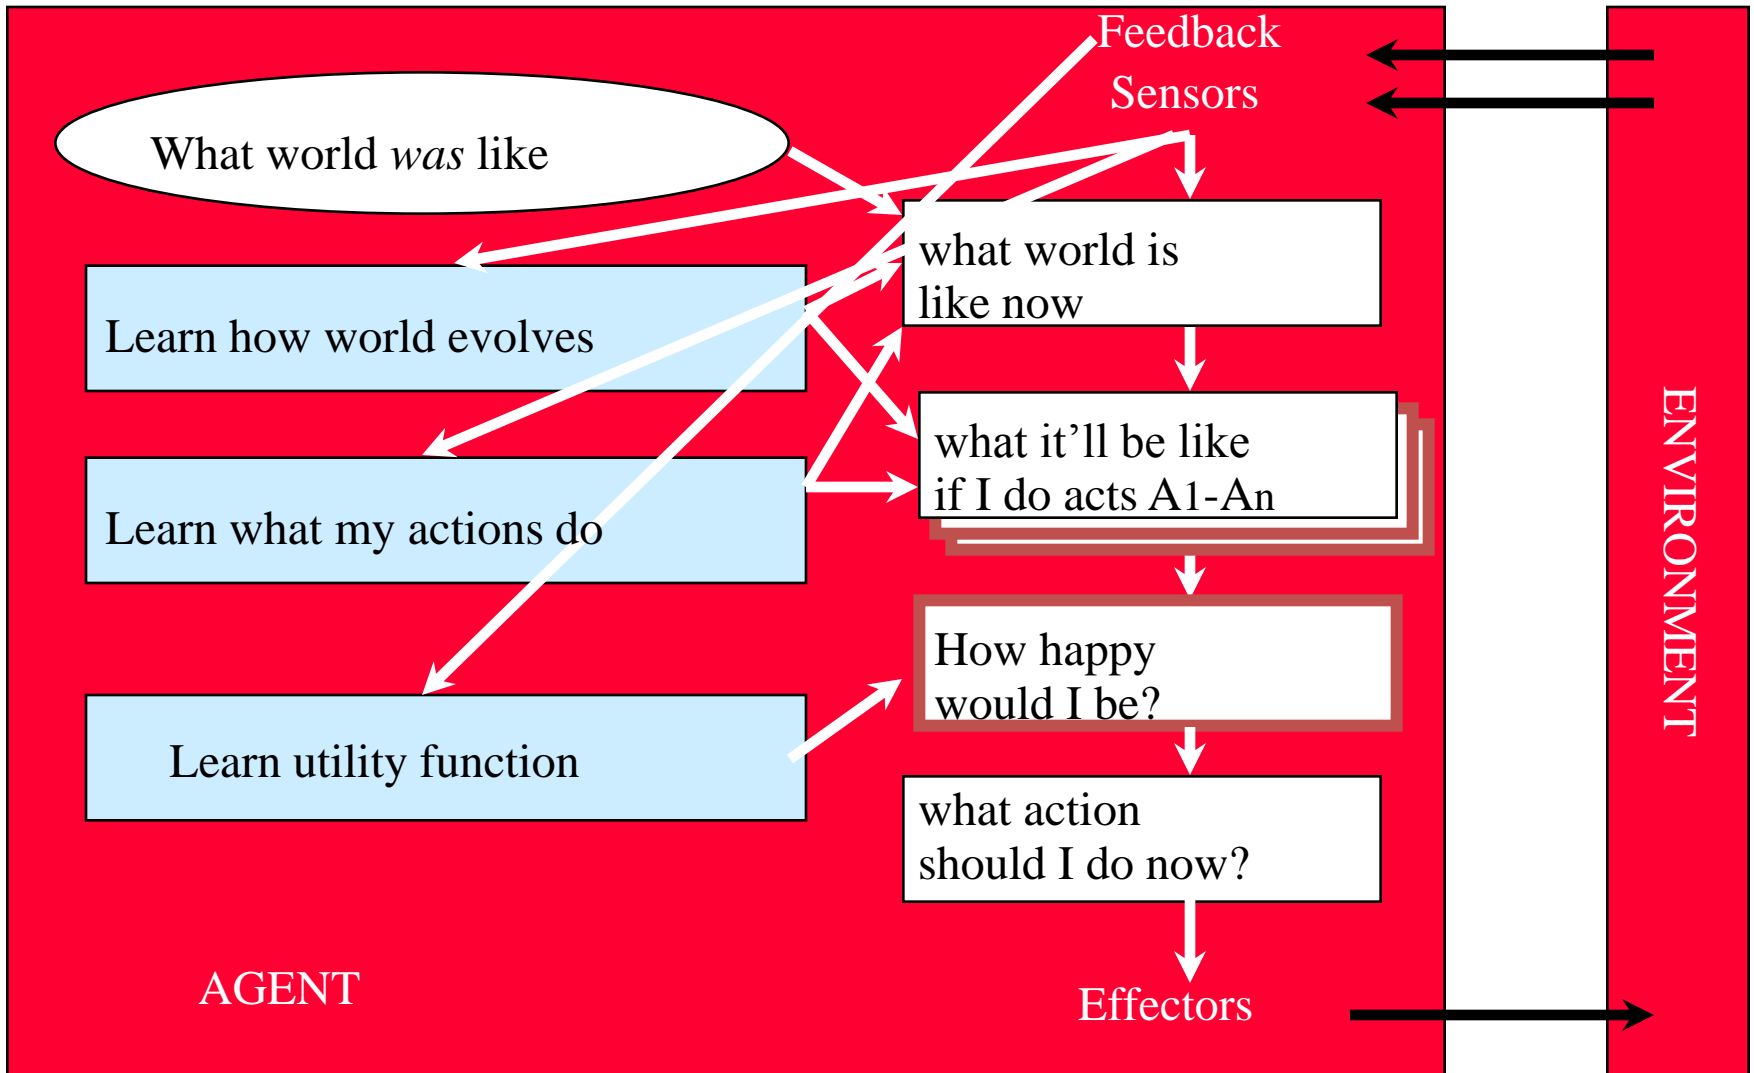 Feedback
Sensors
What world was like
what world is
like now
Learn how world evolves
what it’ll be like
if I do acts A1-An
Learn what my actions do
How happy
would I be?
Learn utility function
what action
should I do now?
AGENT
Effectors
ENVIRONMENT